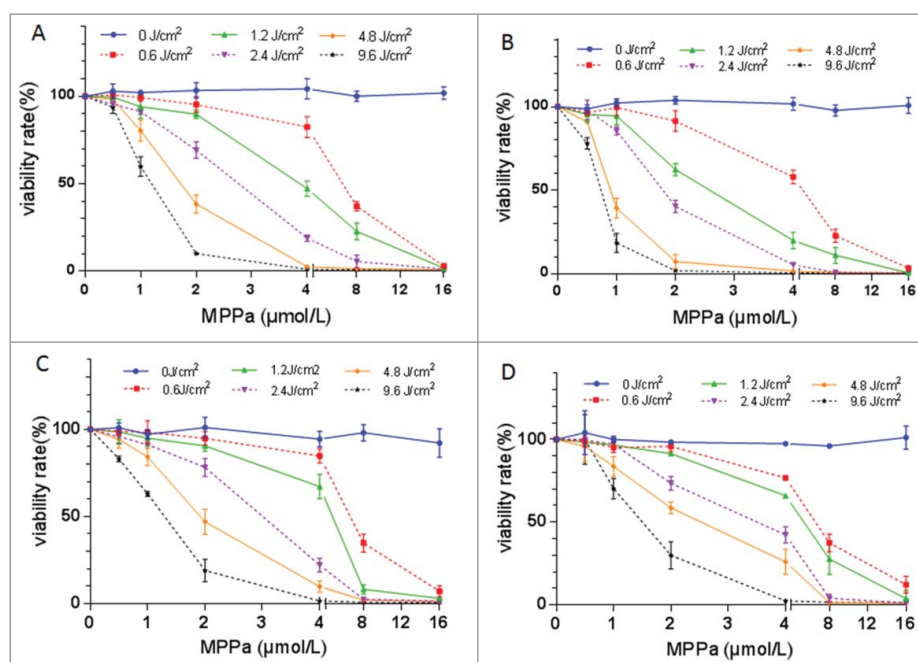 A
0 J/cm² 1.2 J/cm² 4.8 J/cm²
0.6 J/cm² 2.4 J/cm² 9.6 J/cm²
viability rate(%)
100
50
0
0 1 2 4 8 12 16
MPPa (µmol/L)
B
0 J/cm² 1.2 J/cm² 4.8 J/cm²
0.6 J/cm² 2.4 J/cm² 9.6 J/cm²
viability rate(%)
100
50
0
0 1 2 4 8 12 16
MPPa (µmol/L)
C
0J/cm² 1.2J/cm2 4.8 J/cm²
0.6J/cm² 2.4J/cm² 9.6 J/cm²
viability rate(%)
100
50
0
0 1 2 4 8 12 16
MPPa (µmol/L)
D
0 J/cm² 1.2J/cm² 4.8J/cm²
0.6 J/cm² 2.4 J/cm² 9.6 J/cm²
viability rate(%)
100
50
0
0 1 2 4 8 12 16
MPPa (µmol/L)